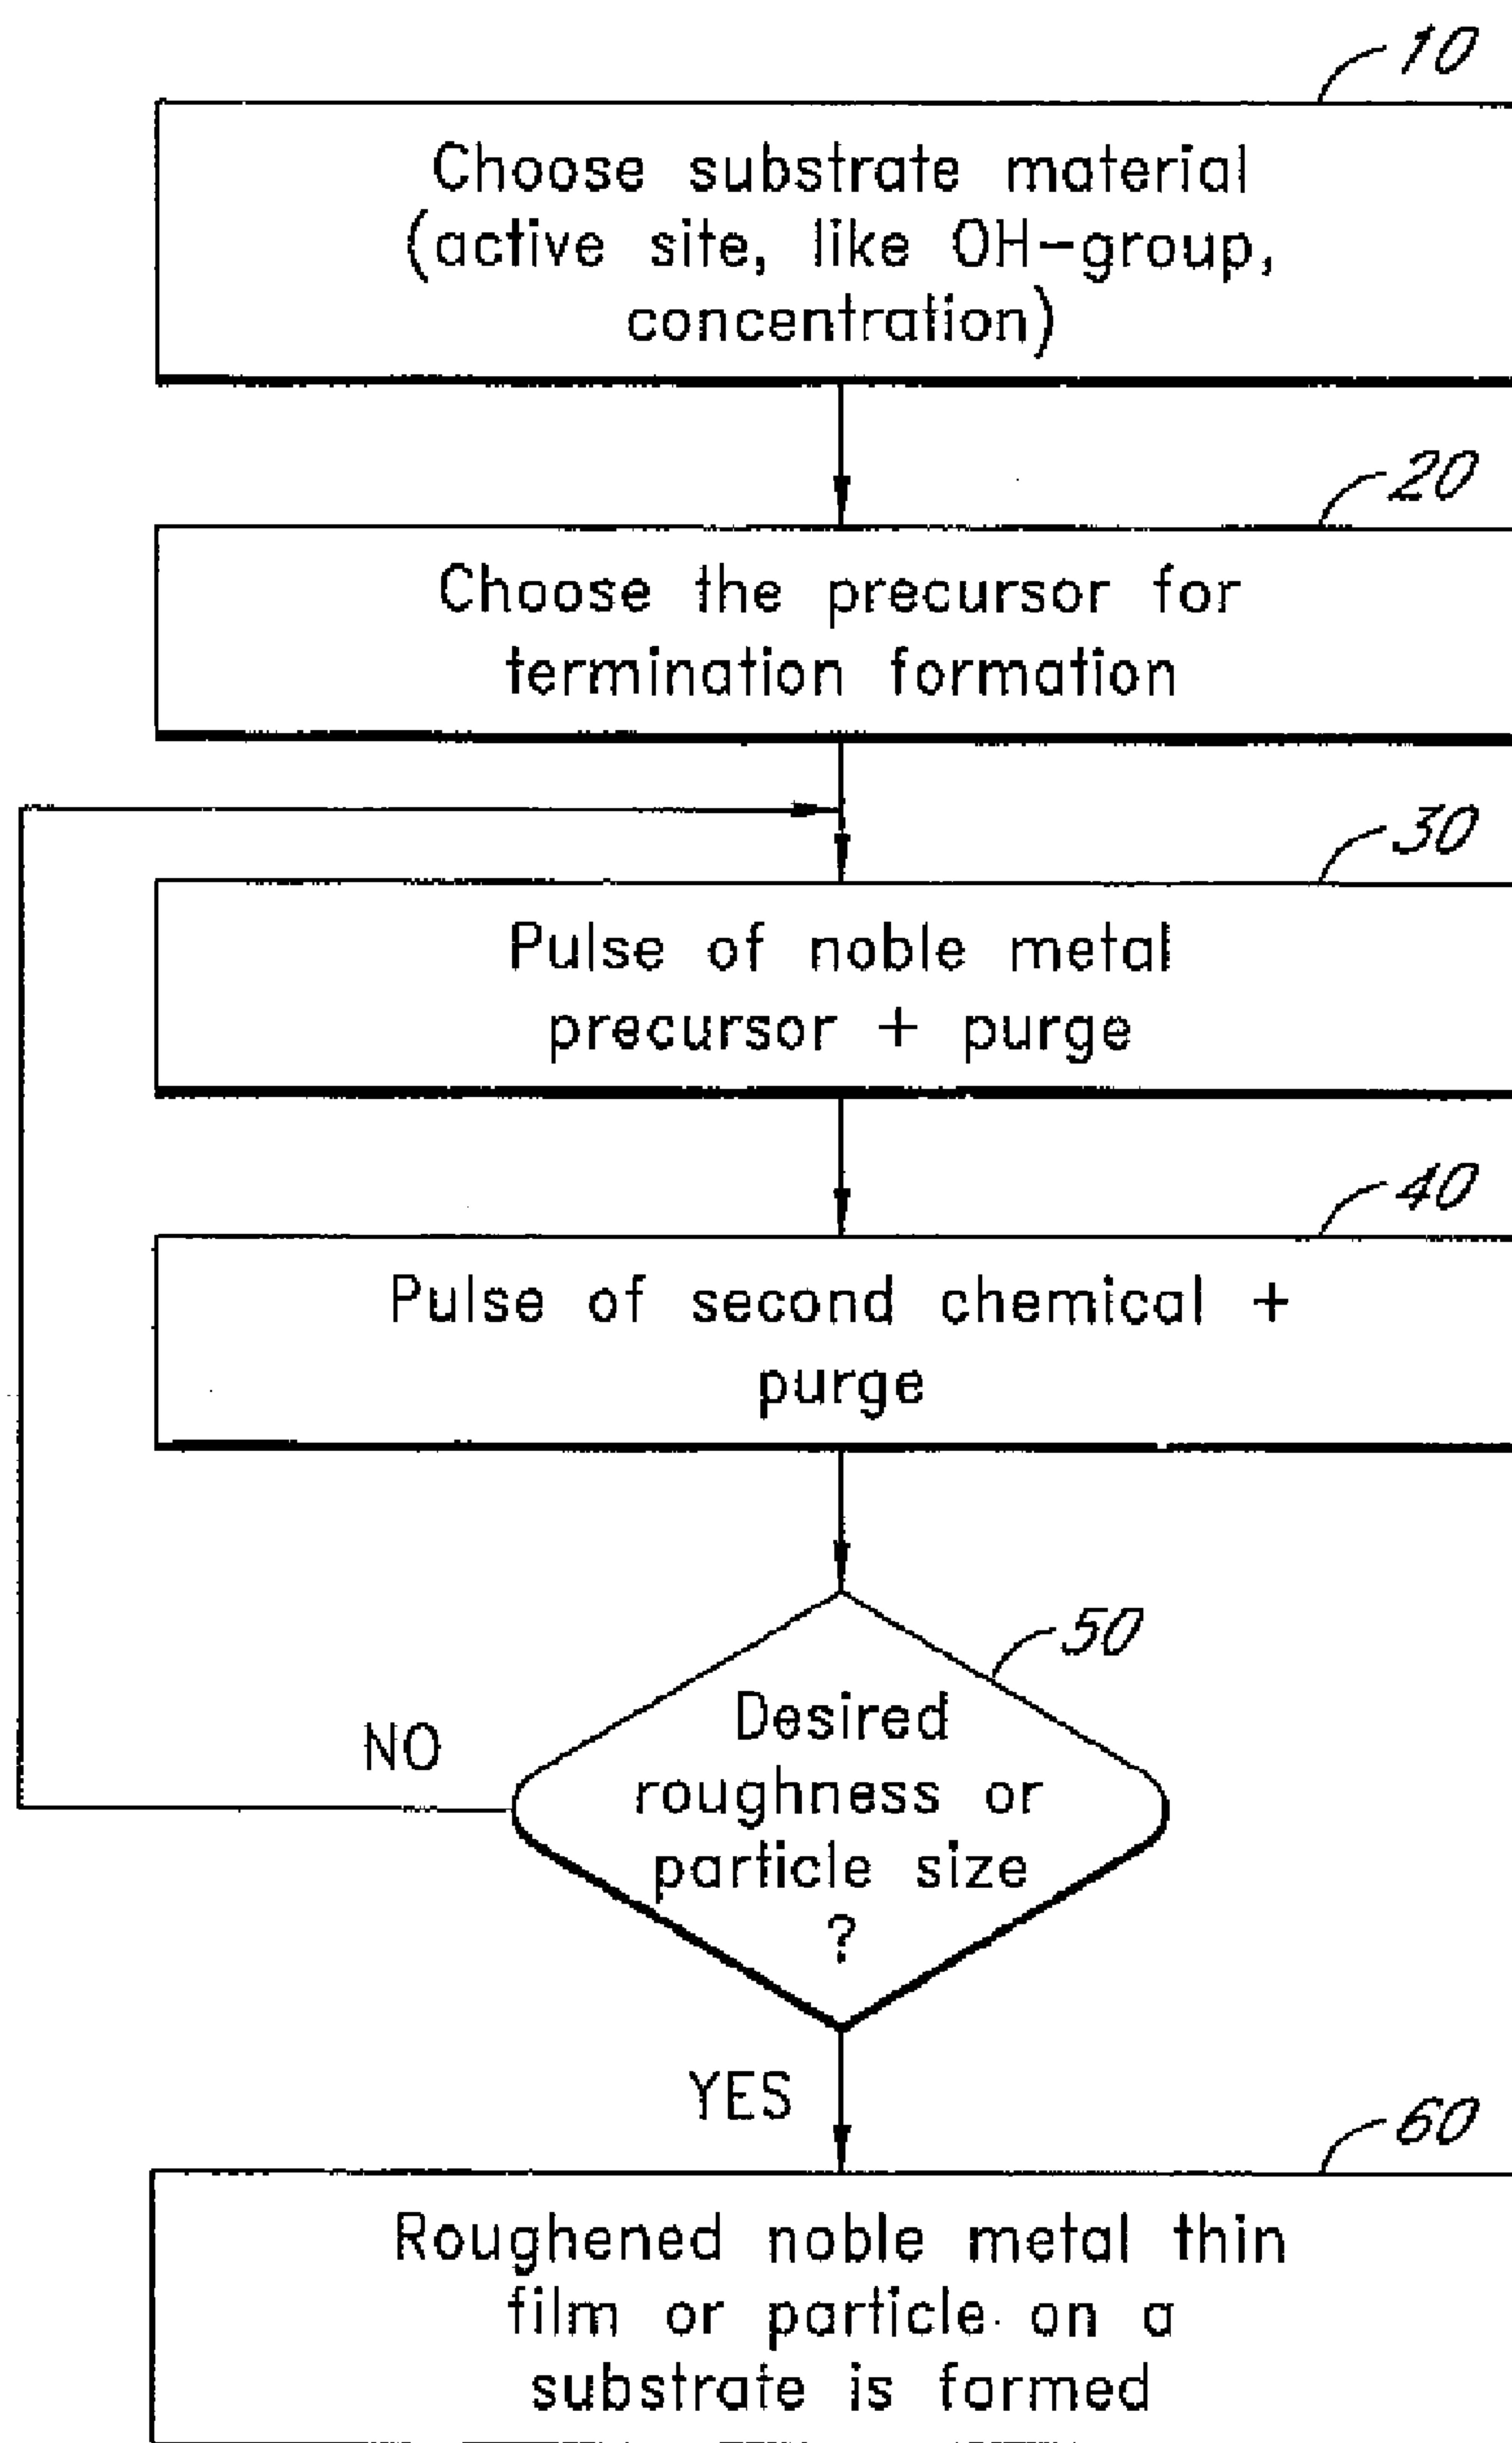 10
Choose substrate material
(active site, like OH-group,
concentration)
20
Choose the precursor for
termination formation
30
Pulse of noble metal
precursor + purge
40
Pulse of second chemical +
purge
50
Desired
roughness or
particle size
?
NO
YES
60
Roughened noble metal thin
film or particle on a
substrate is formed